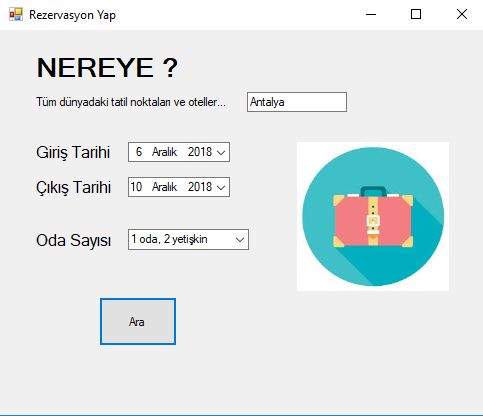 Rezervasyon Yap
NEREYE ?
Tüm dünyadaki tatil noktaları ve oteller... Antalya
Giriş Tarihi 6 Aralık 2018
Çıkış Tarihi 10 Aralık 2018
Oda Sayısı 1 oda, 2 yetişkin
Ara